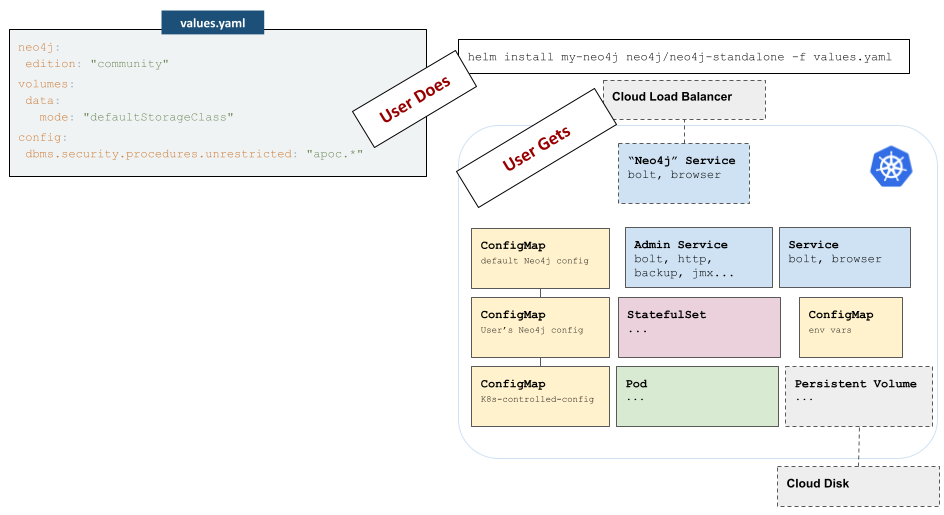 values.yaml
neo4j:
edition: "community"
volumes:
data:
mode: "defaultStorageClass"
config:
dbms.security.procedures.unrestricted: "apoc.*"
User Does
helm install my-neo4j neo4j/neo4j-standalone -f values.yaml
User Gets
Cloud Load Balancer
“Neo4j” Service
bolt, browser
ConfigMap
default Neo4j config
Admin Service
bolt, http,
backup, jmx...
Service
bolt, browser
ConfigMap
User’s Neo4j config
StatefulSet
...
ConfigMap
env vars
ConfigMap
K8s-controlled-config
Pod
...
Persistent Volume
...
Cloud Disk